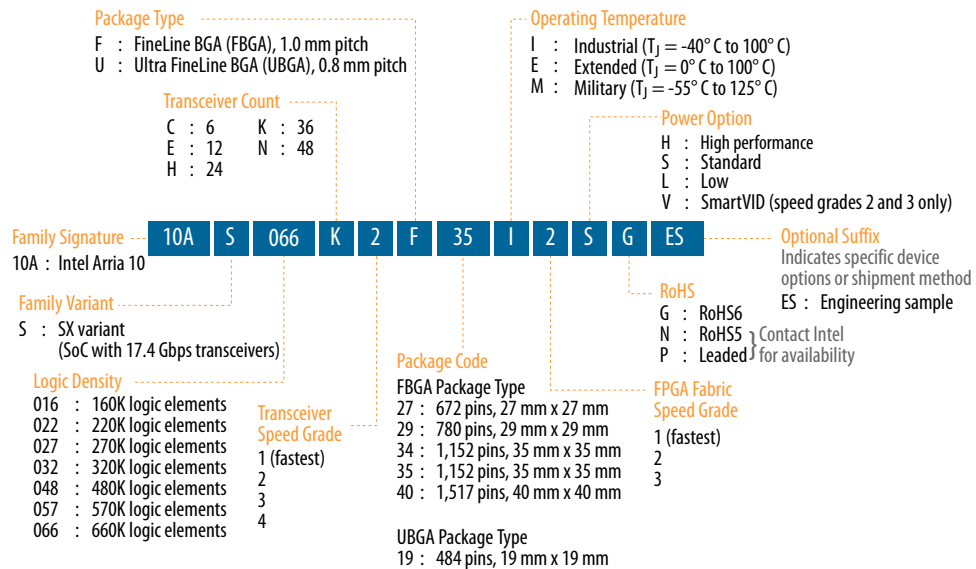 Package Type
F : FineLine BGA (FBGA), 1.0 mm pitch
U : Ultra FineLine BGA (UBGA), 0.8 mm pitch
Operating Temperature
I : Industrial (TJ = -40° C to 100° C)
E : Extended (TJ = 0° C to 100° C)
M : Military (TJ = -55° C to 125° C)
Transceiver Count
C : 6 K : 36
E : 12 N : 48
H : 24
Power Option
H : High performance
S : Standard
L : Low
V : SmartVID (speed grades 2 and 3 only)
10A S 066 K 2 F 35 I 2 S G ES
Family Signature
10A : Intel Arria 10
Optional Suffix
Indicates specific device
options or shipment method
ES : Engineering sample
Family Variant
S : SX variant
(SoC with 17.4 Gbps transceivers)
RoHS
G : RoHS6
N : RoHS5
P : Leaded
} Contact Intel
for availability
Logic Density
016 : 160K logic elements
022 : 220K logic elements
027 : 270K logic elements
032 : 320K logic elements
048 : 480K logic elements
057 : 570K logic elements
066 : 660K logic elements
Transceiver
Speed Grade
1 (fastest)
2
3
4
Package Code
FBGA Package Type
27 : 672 pins, 27 mm x 27 mm
29 : 780 pins, 29 mm x 29 mm
34 : 1,152 pins, 35 mm x 35 mm
35 : 1,152 pins, 35 mm x 35 mm
40 : 1,517 pins, 40 mm x 40 mm
UBGA Package Type
19 : 484 pins, 19 mm x 19 mm
FPGA Fabric
Speed Grade
1 (fastest)
2
3